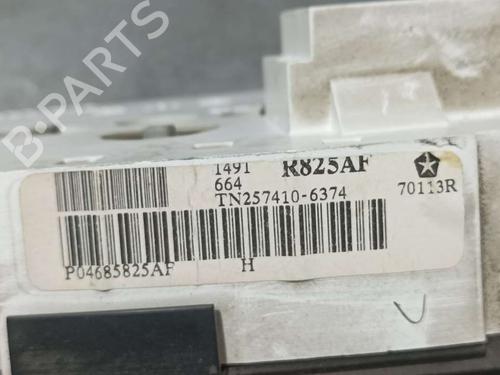 B-PARTS
1491
R825AF
664
TN257410-6374
70113R
P04685825AF
H